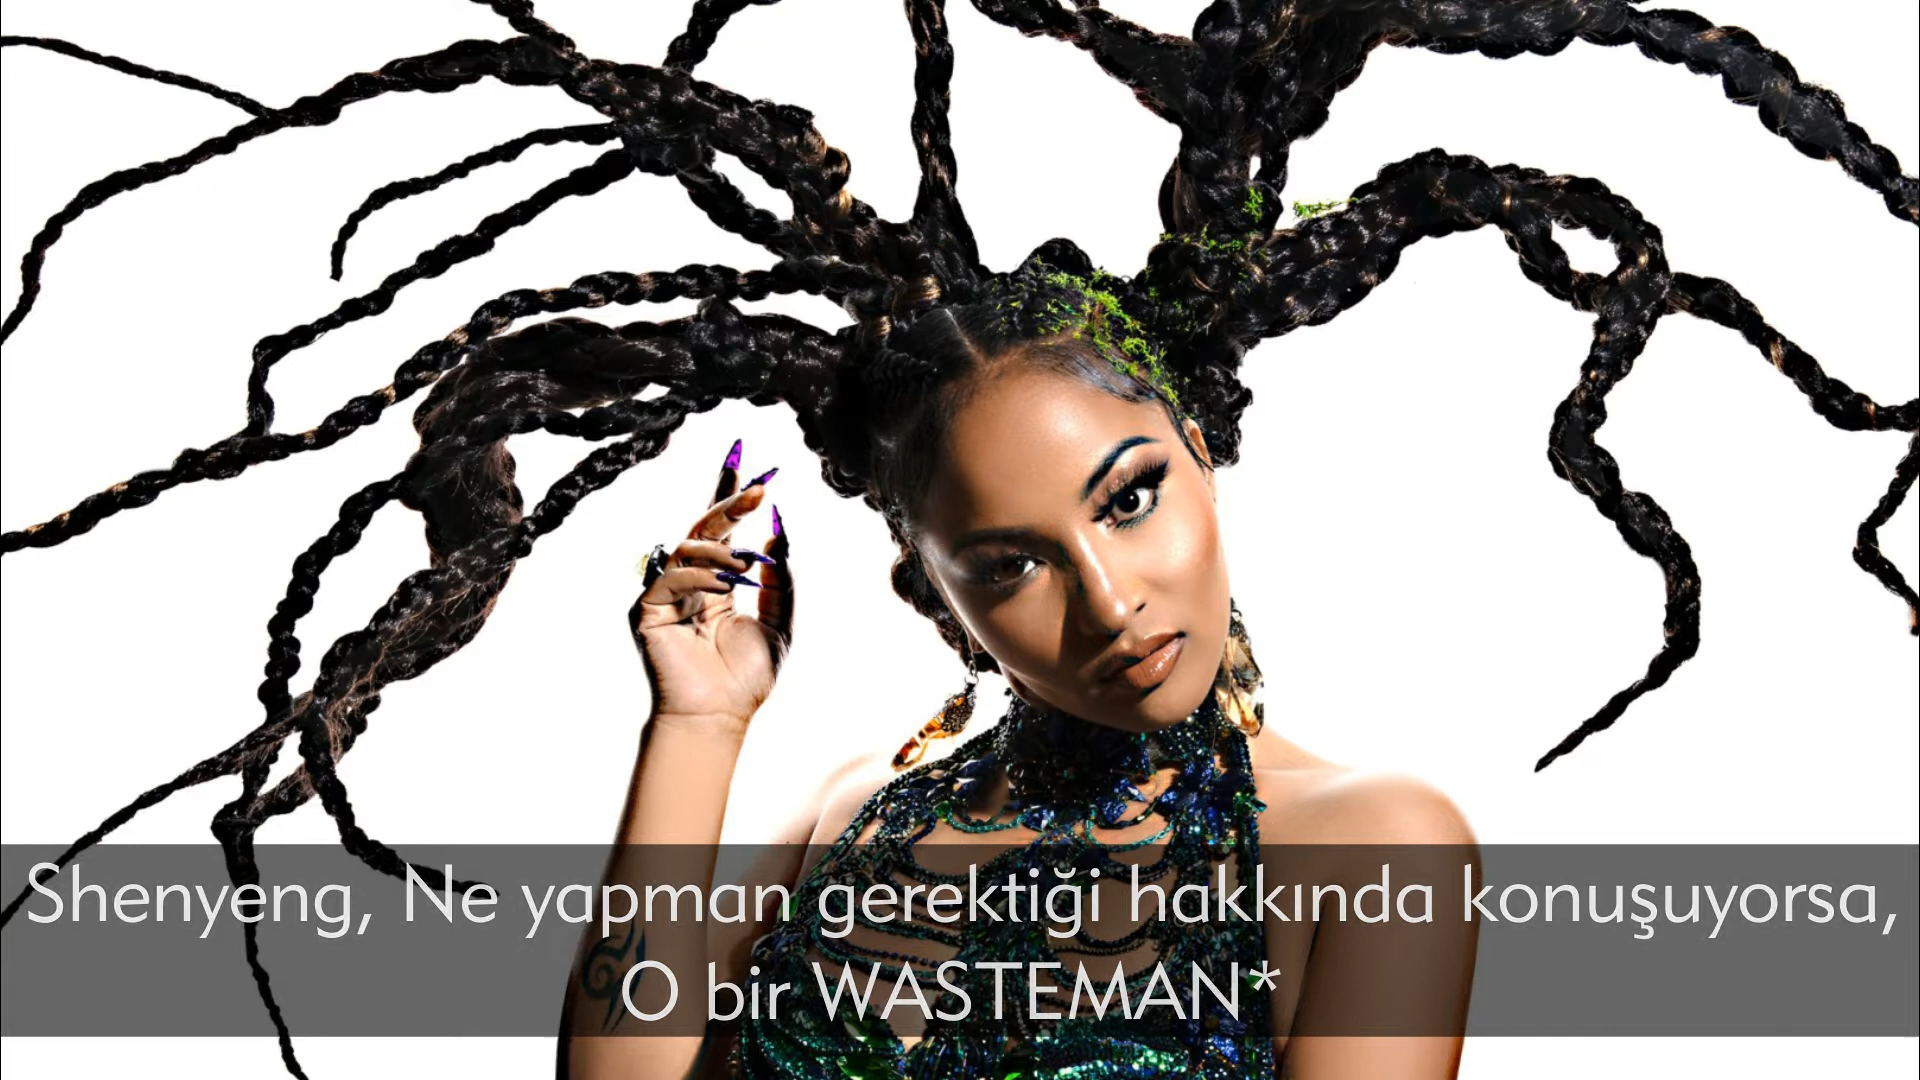 Shenyeng, Ne yapman gerektiği hakkında konuşuyorsa,
O bir WASTEMAN*